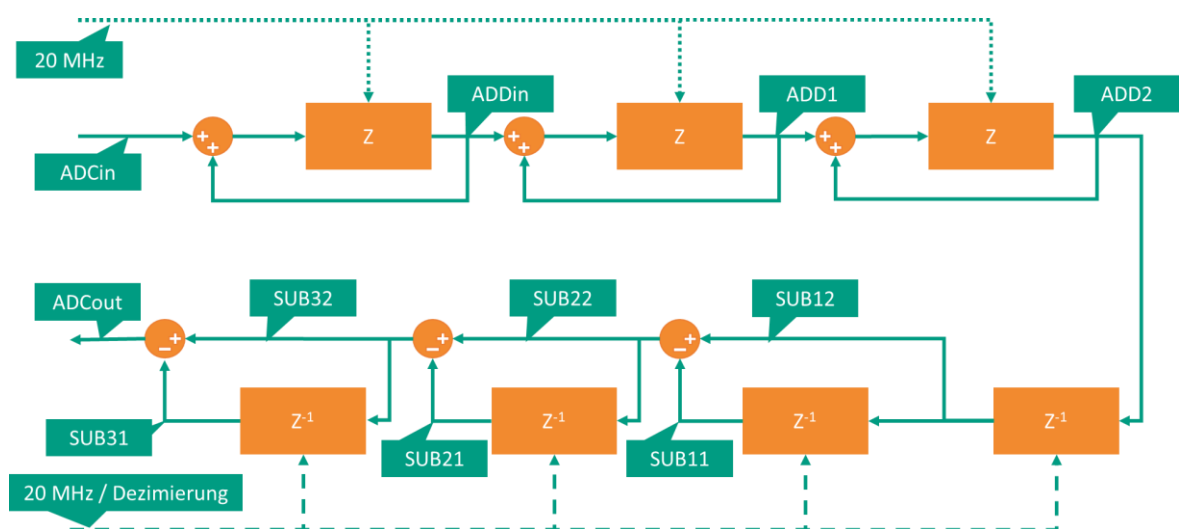 20 MHz
ADDin
ADD1
ADD2
+
+
Z
+
+
Z
+
+
Z
ADCin
ADCout
SUB32
SUB22
SUB12
+
−
+
−
+
−
Z-1
Z-1
Z-1
Z-1
SUB31
SUB21
SUB11
20 MHz / Dezimierung